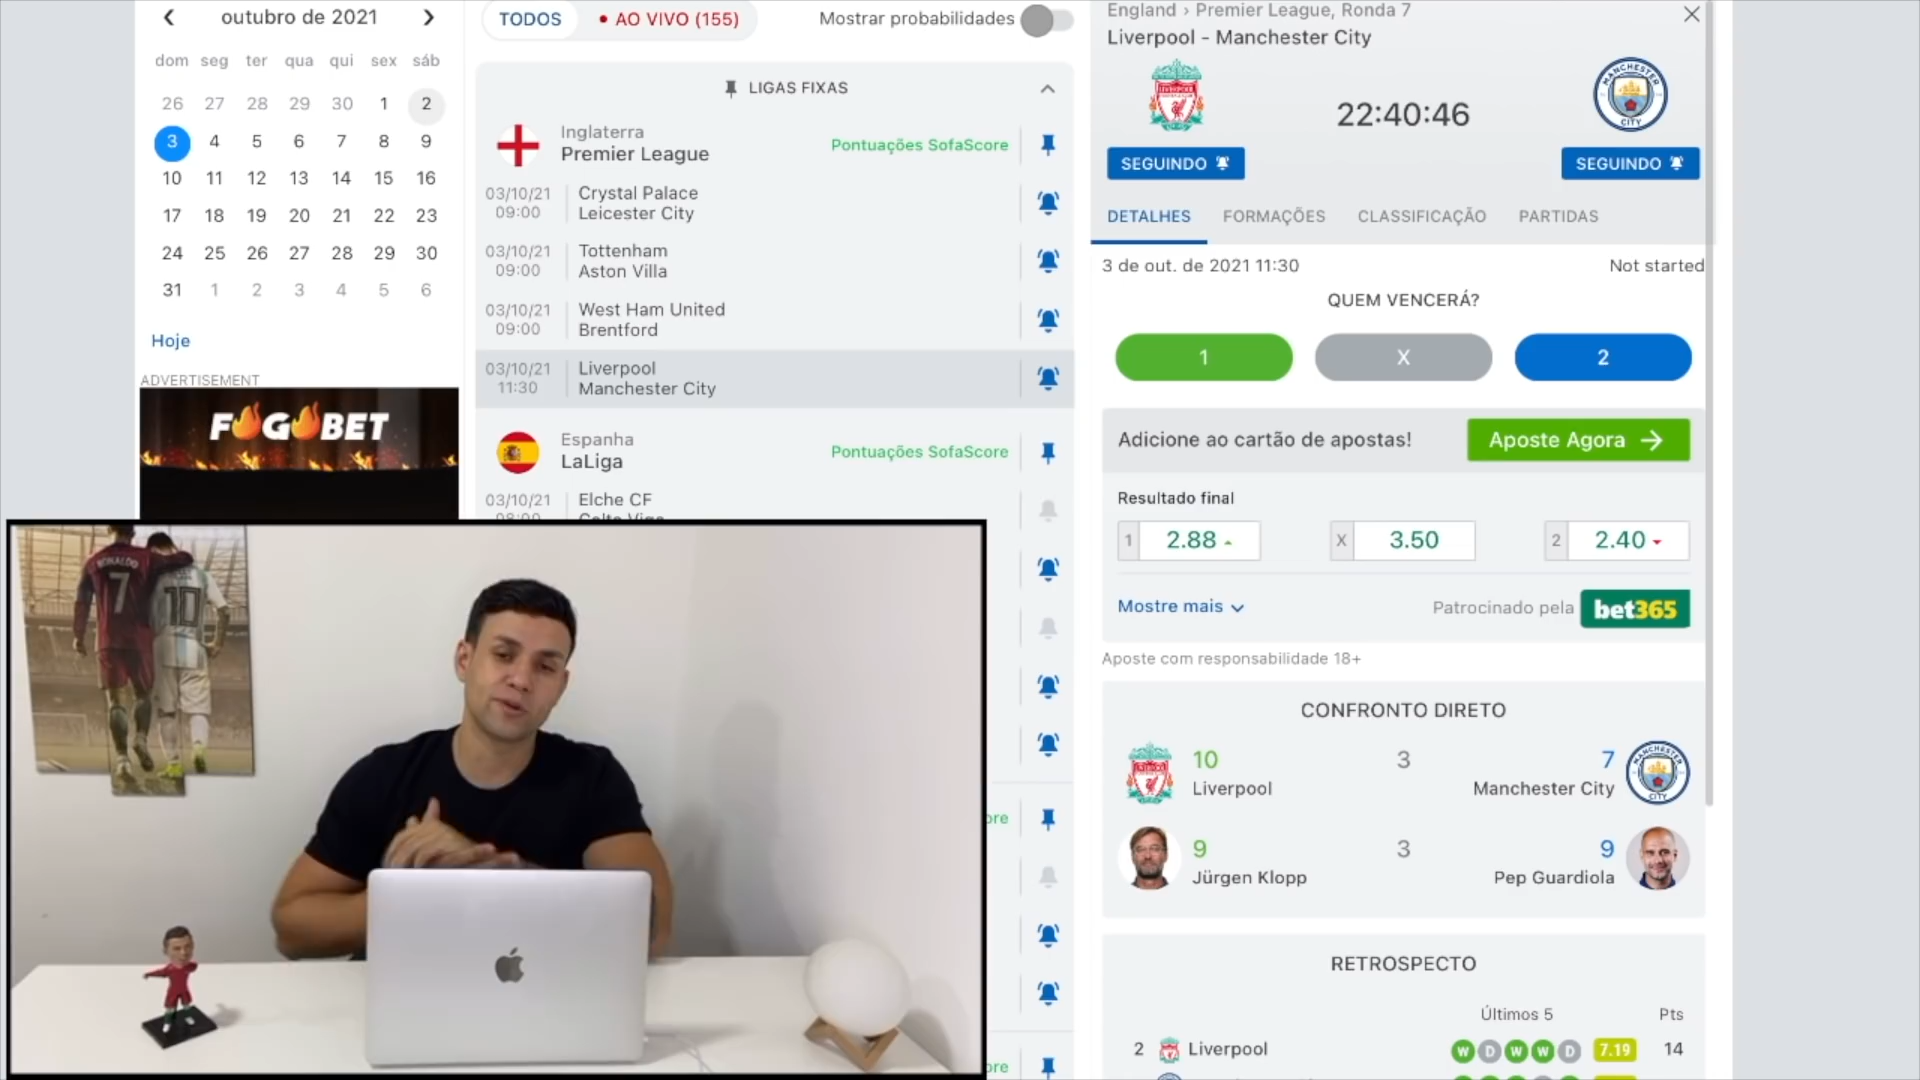 outubro de 2021
dom seg ter qua qui sex sáb
26 27 28 29 30 1 2
3 4 5 6 7 8 9
10 11 12 13 14 15 16
17 18 19 20 21 22 23
24 25 26 27 28 29 30
31 1 2 3 4 5 6
Hoje
ADVERTISEMENT
FOGOBET
TODOS
AO VIVO (155)
Mostrar probabilidades
LIGAS FIXAS
Inglaterra
Premier League
Pontuações SofaScore
03/10/21 Crystal Palace
09:00 Leicester City
03/10/21 Tottenham
09:00 Aston Villa
03/10/21 West Ham United
09:00 Brentford
03/10/21 Liverpool
11:30 Manchester City
Espanha
LaLiga
Pontuações SofaScore
03/10/21 Elche CF
RONALDO
7
10
England › Premier League, Ronda 7
Liverpool - Manchester City
MANCHESTER
CITY
22:40:46
SEGUINDO
SEGUINDO
DETALHES FORMAÇÕES CLASSIFICAÇÃO PARTIDAS
3 de out. de 2021 11:30
Not started
QUEM VENCERÁ?
1 X 2
Adicione ao cartão de apostas!
Aposte Agora
Resultado final
1 2.88 X 3.50 2 2.40
Mostre mais
Patrocinado pela bet365
Aposte com responsabilidade 18+
CONFRONTO DIRETO
10 3 7
Liverpool Manchester City
9 3 9
Jürgen Klopp Pep Guardiola
RETROSPECTO
Últimos 5 Pts
2 Liverpool W D W W D 7.19 14